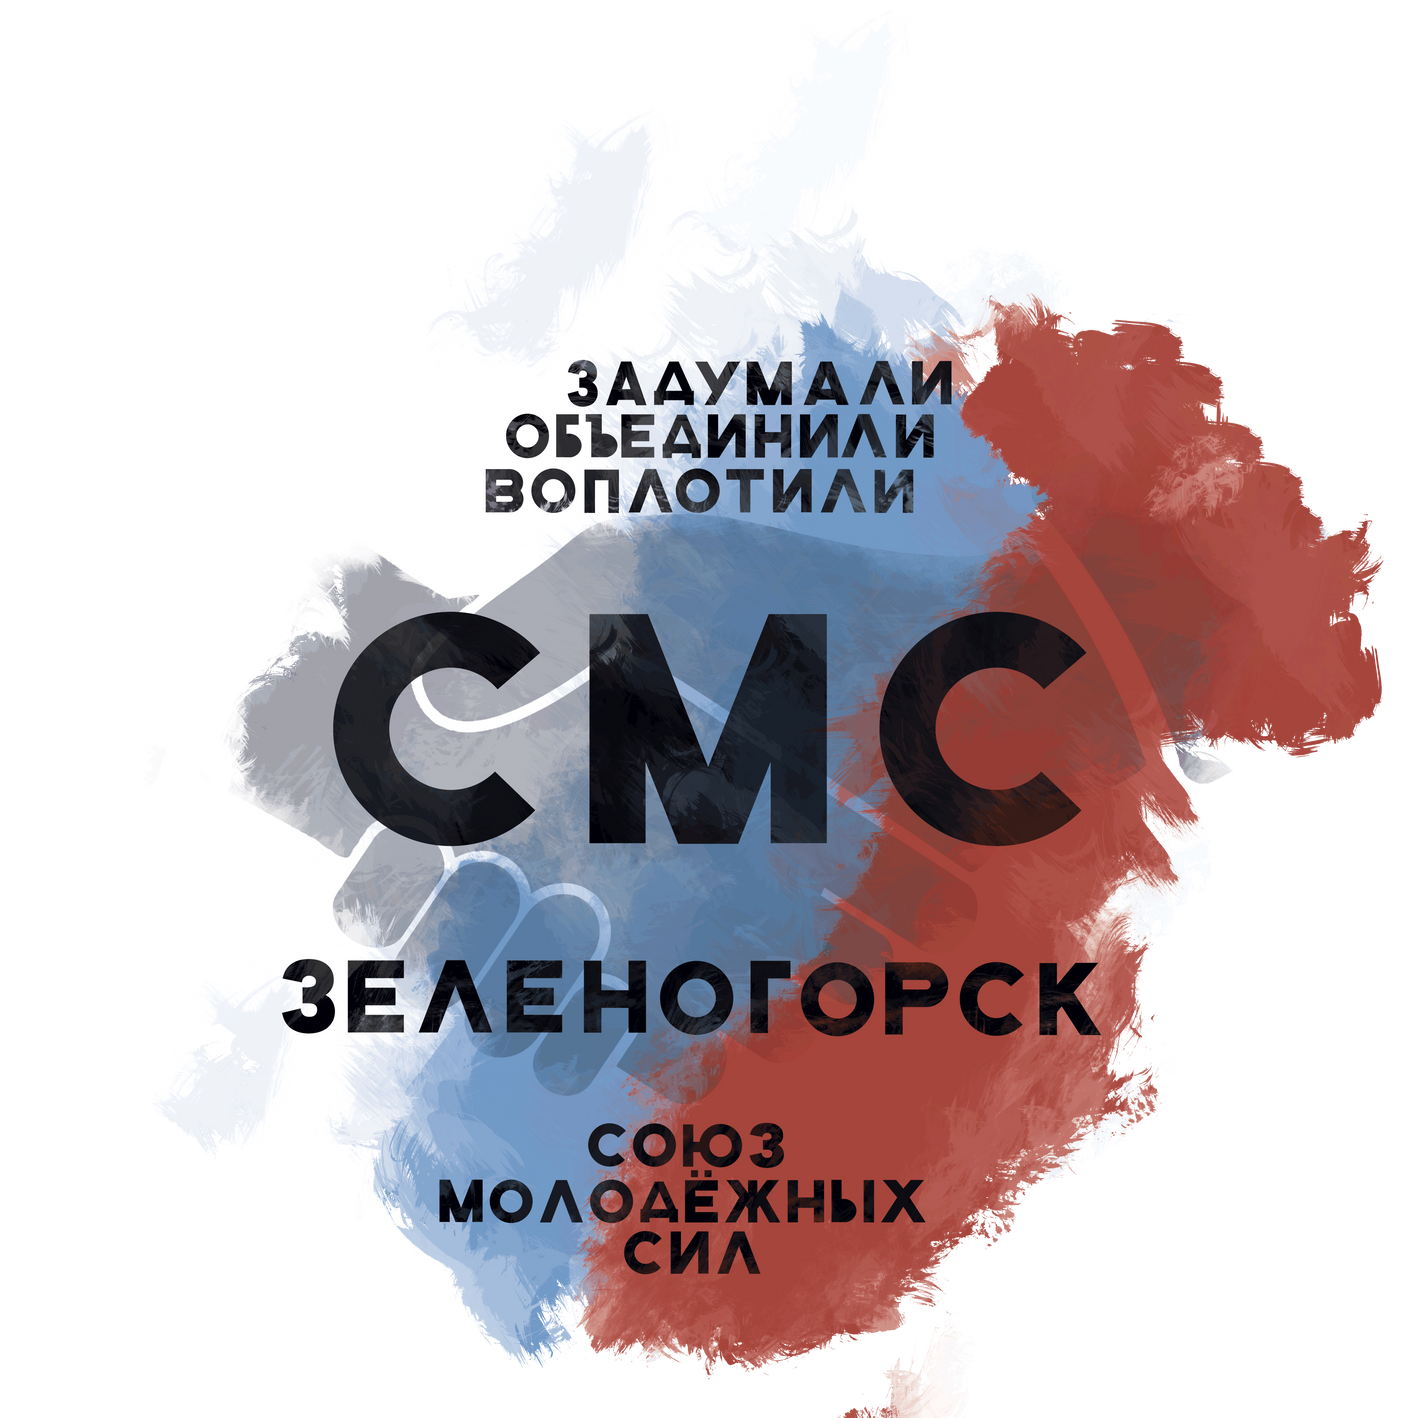 ЗАДУМАЛИ
ОБЪЕДИНИЛИ
ВОПЛОТИЛИ
СМС
ЗЕЛЕНОГОРСК
СОЮЗ
МОЛОДЁЖНЫХ
СИЛ